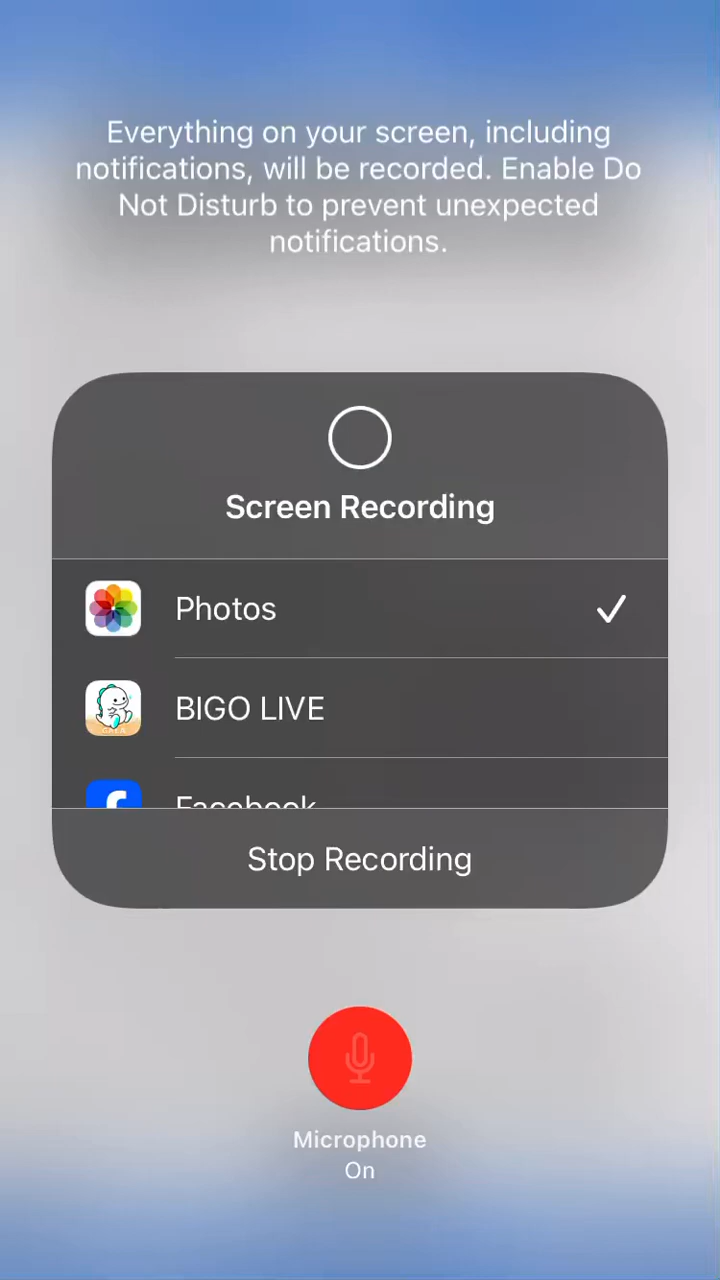 Everything on your screen, including
notifications, will be recorded. Enable Do
Not Disturb to prevent unexpected
notifications.
Screen Recording
Photos
BIGO LIVE
Facebook
Stop Recording
Microphone
On